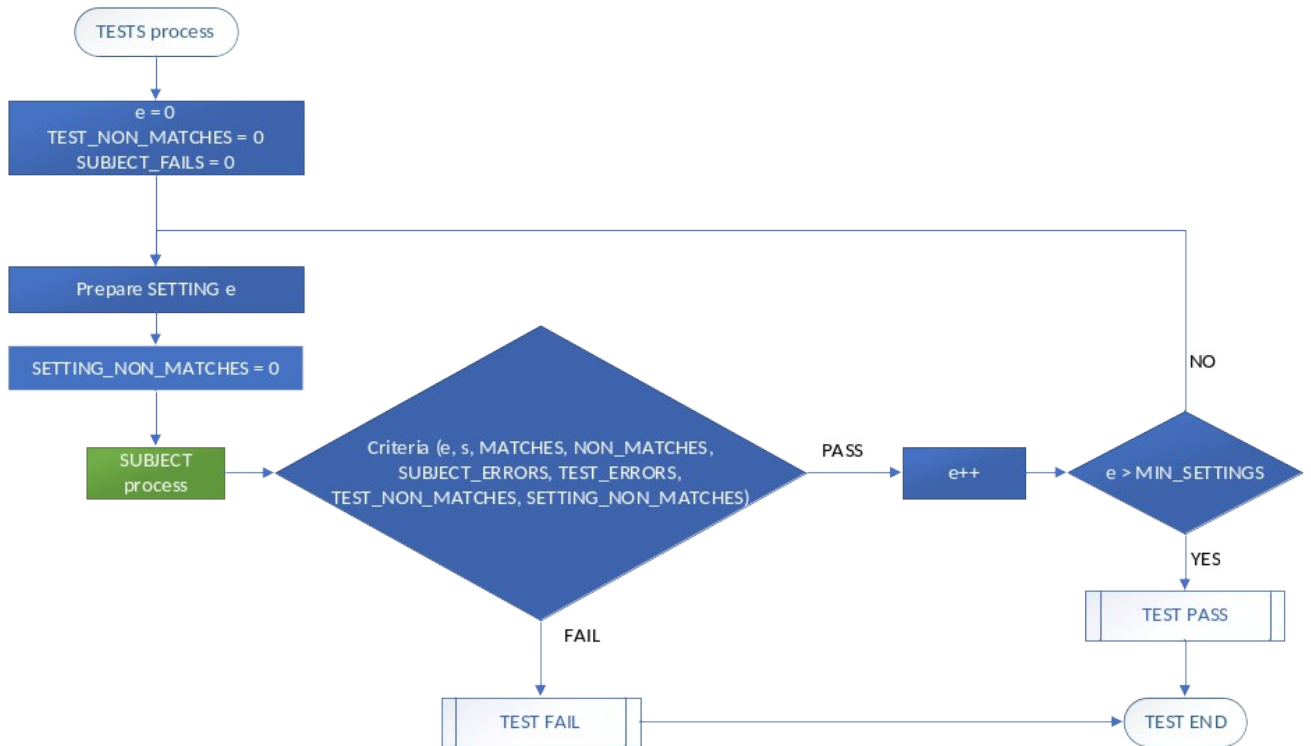 TESTS process
e = 0
TEST_NON_MATCHES = 0
SUBJECT_FAILS = 0
Prepare SETTING e
SETTING_NON_MATCHES = 0
SUBJECT
process
Criteria (e, s, MATCHES, NON_MATCHES,
SUBJECT_ERRORS, TEST_ERRORS,
TEST_NON_MATCHES, SETTING_NON_MATCHES)
PASS
e++
e > MIN_SETTINGS
NO
YES
TEST PASS
FAIL
TEST FAIL
TEST END